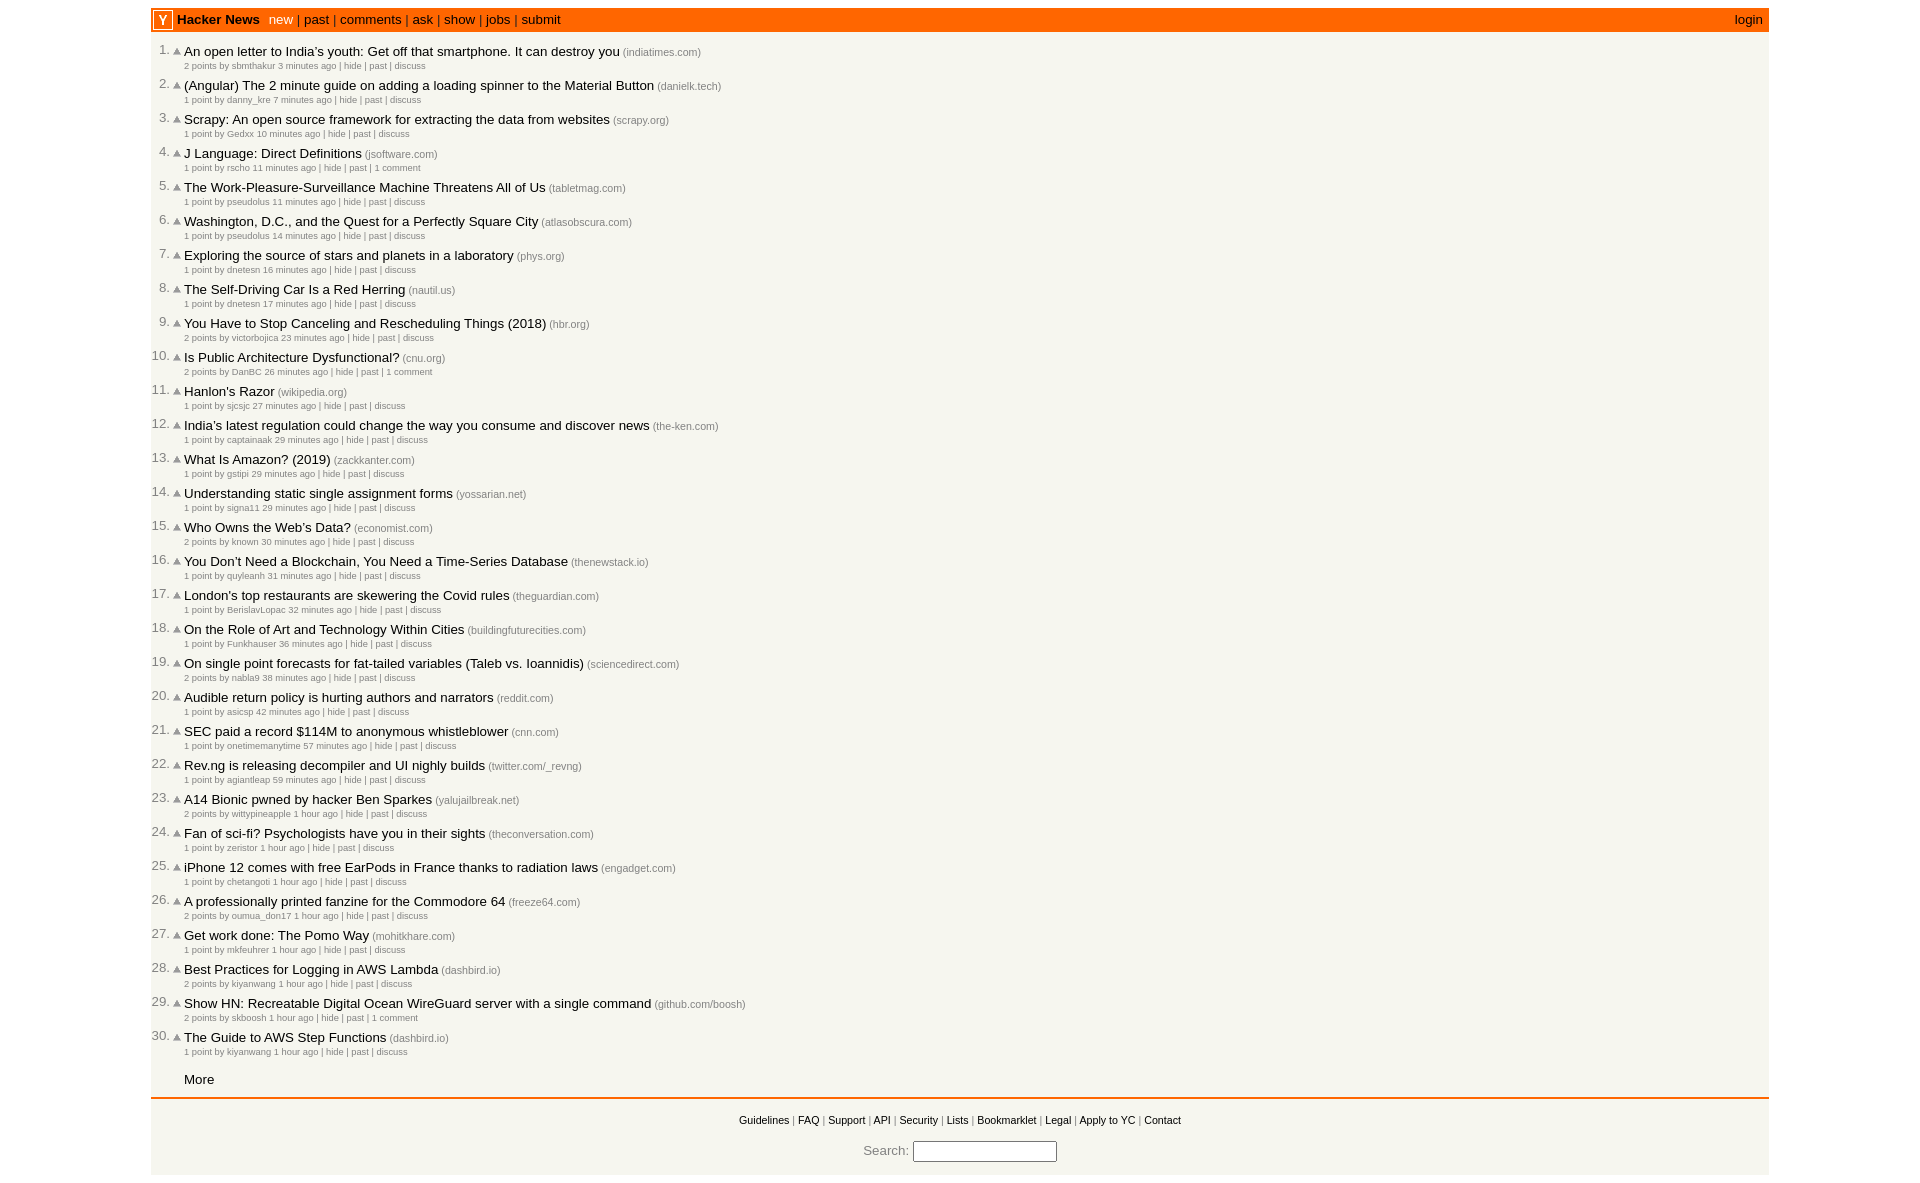 Y Hacker News new | past | comments | ask | show | jobs | submit login
1. An open letter to India’s youth: Get off that smartphone. It can destroy you (indiatimes.com)
2 points by sbmthakur 3 minutes ago | hide | past | discuss
2. (Angular) The 2 minute guide on adding a loading spinner to the Material Button (danielk.tech)
1 point by danny_kre 7 minutes ago | hide | past | discuss
3. Scrapy: An open source framework for extracting the data from websites (scrapy.org)
1 point by Gedxx 10 minutes ago | hide | past | discuss
4. J Language: Direct Definitions (jsoftware.com)
1 point by rscho 11 minutes ago | hide | past | 1 comment
5. The Work-Pleasure-Surveillance Machine Threatens All of Us (tabletmag.com)
1 point by pseudolus 11 minutes ago | hide | past | discuss
6. Washington, D.C., and the Quest for a Perfectly Square City (atlasobscura.com)
1 point by pseudolus 14 minutes ago | hide | past | discuss
7. Exploring the source of stars and planets in a laboratory (phys.org)
1 point by dnetesn 16 minutes ago | hide | past | discuss
8. The Self-Driving Car Is a Red Herring (nautil.us)
1 point by dnetesn 17 minutes ago | hide | past | discuss
9. You Have to Stop Canceling and Rescheduling Things (2018) (hbr.org)
2 points by victorbojica 23 minutes ago | hide | past | discuss
10. Is Public Architecture Dysfunctional? (cnu.org)
2 points by DanBC 26 minutes ago | hide | past | 1 comment
11. Hanlon's Razor (wikipedia.org)
1 point by sjcsjc 27 minutes ago | hide | past | discuss
12. India’s latest regulation could change the way you consume and discover news (the-ken.com)
1 point by captainaak 29 minutes ago | hide | past | discuss
13. What Is Amazon? (2019) (zackkanter.com)
1 point by gstipi 29 minutes ago | hide | past | discuss
14. Understanding static single assignment forms (yossarian.net)
1 point by signa11 29 minutes ago | hide | past | discuss
15. Who Owns the Web’s Data? (economist.com)
2 points by known 30 minutes ago | hide | past | discuss
16. You Don’t Need a Blockchain, You Need a Time-Series Database (thenewstack.io)
1 point by quyleanh 31 minutes ago | hide | past | discuss
17. London's top restaurants are skewering the Covid rules (theguardian.com)
1 point by BerislavLopac 32 minutes ago | hide | past | discuss
18. On the Role of Art and Technology Within Cities (buildingfuturecities.com)
1 point by Funkhauser 36 minutes ago | hide | past | discuss
19. On single point forecasts for fat-tailed variables (Taleb vs. Ioannidis) (sciencedirect.com)
2 points by nabla9 38 minutes ago | hide | past | discuss
20. Audible return policy is hurting authors and narrators (reddit.com)
1 point by asicsp 42 minutes ago | hide | past | discuss
21. SEC paid a record $114M to anonymous whistleblower (cnn.com)
1 point by onetimemanytime 57 minutes ago | hide | past | discuss
22. Rev.ng is releasing decompiler and UI nighly builds (twitter.com/_revng)
1 point by agiantleap 59 minutes ago | hide | past | discuss
23. A14 Bionic pwned by hacker Ben Sparkes (yalujailbreak.net)
2 points by wittypineapple 1 hour ago | hide | past | discuss
24. Fan of sci-fi? Psychologists have you in their sights (theconversation.com)
1 point by zeristor 1 hour ago | hide | past | discuss
25. iPhone 12 comes with free EarPods in France thanks to radiation laws (engadget.com)
1 point by chetangoti 1 hour ago | hide | past | discuss
26. A professionally printed fanzine for the Commodore 64 (freeze64.com)
2 points by oumua_don17 1 hour ago | hide | past | discuss
27. Get work done: The Pomo Way (mohitkhare.com)
1 point by mkfeuhrer 1 hour ago | hide | past | discuss
28. Best Practices for Logging in AWS Lambda (dashbird.io)
2 points by kiyanwang 1 hour ago | hide | past | discuss
29. Show HN: Recreatable Digital Ocean WireGuard server with a single command (github.com/boosh)
2 points by skboosh 1 hour ago | hide | past | 1 comment
30. The Guide to AWS Step Functions (dashbird.io)
1 point by kiyanwang 1 hour ago | hide | past | discuss
More
Guidelines | FAQ | Support | API | Security | Lists | Bookmarklet | Legal | Apply to YC | Contact
Search: